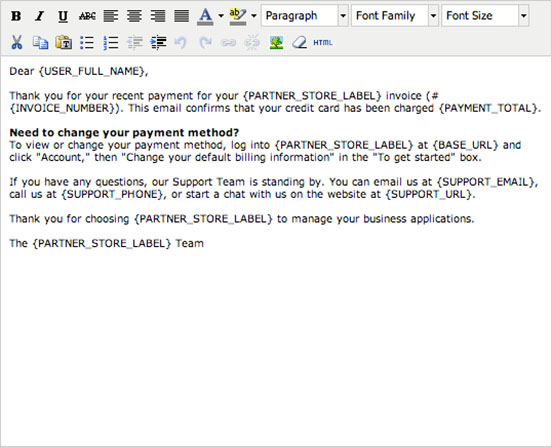 B I U ABC A ab Paragraph Font Family Font Size
HTML
Dear {USER_FULL_NAME},
Thank you for your recent payment for your {PARTNER_STORE_LABEL} invoice (#
{INVOICE_NUMBER}). This email confirms that your credit card has been charged {PAYMENT_TOTAL}.
Need to change your payment method?
To view or change your payment method, log into {PARTNER_STORE_LABEL} at {BASE_URL} and
click "Account," then "Change your default billing information" in the "To get started" box.
If you have any questions, our Support Team is standing by. You can email us at {SUPPORT_EMAIL},
call us at {SUPPORT_PHONE}, or start a chat with us on the website at {SUPPORT_URL}.
Thank you for choosing {PARTNER_STORE_LABEL} to manage your business applications.
The {PARTNER_STORE_LABEL} Team